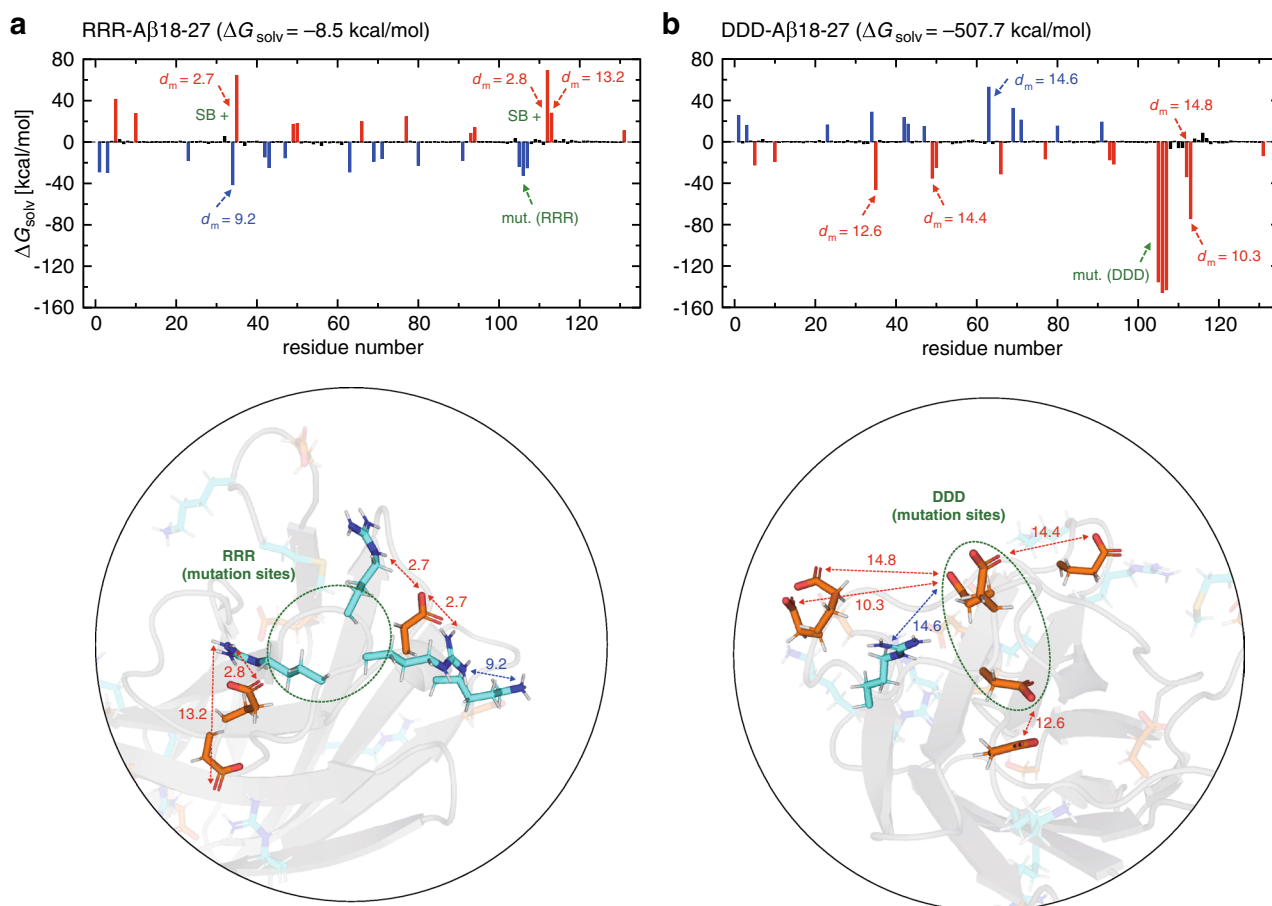 a
RRR-Aβ18-27 (ΔG solv = –8.5 kcal/mol)
ΔGsolv [kcal/mol]
80
40
0
-40
-80
-120
-160
dm = 2.7
SB +
dm = 9.2
dm = 2.8
dm = 13.2
SB +
mut. (RRR)
0 20 40 60 80 100 120
residue number
RRR
(mutation sites)
2.7
2.7
9.2
2.8
13.2
b
DDD-Aβ18-27 (ΔG solv = –507.7 kcal/mol)
80
40
0
-40
-80
-120
-160
dm = 14.6
dm = 14.8
dm = 12.6
dm = 14.4
dm = 10.3
mut. (DDD)
0 20 40 60 80 100 120
residue number
DDD
(mutation sites)
14.4
14.8
10.3
14.6
12.6